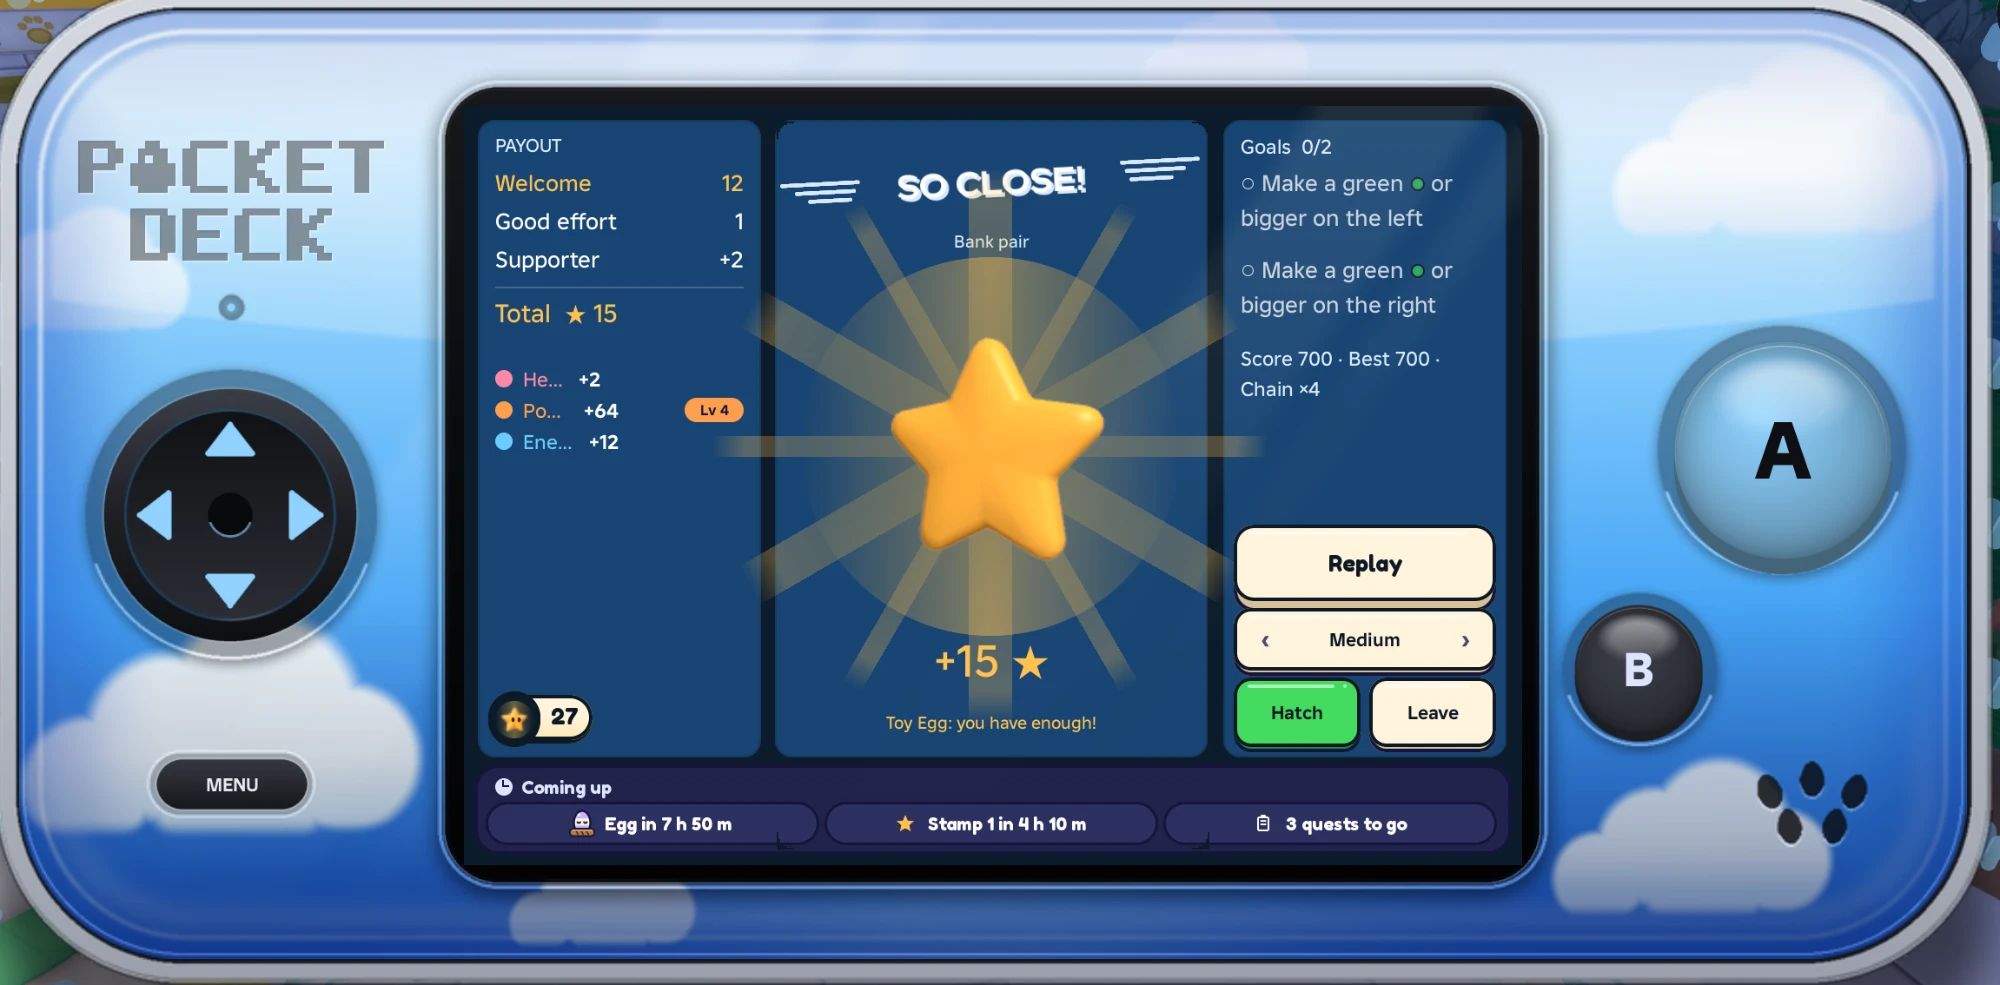 POCKET
DECK
MENU
PAYOUT
Welcome 12
Good effort 1
Supporter +2
Total ★ 15
He... +2
Po... +64 Lv 4
Ene... +12
27
SO CLOSE!
Bank pair
+15 ★
Toy Egg: you have enough!
Goals 0/2
Make a green or
bigger on the left
Make a green or
bigger on the right
Score 700 · Best 700 ·
Chain ×4
Replay
‹ Medium ›
Hatch Leave
Coming up
Egg in 7 h 50 m
Stamp 1 in 4 h 10 m
3 quests to go
A
B